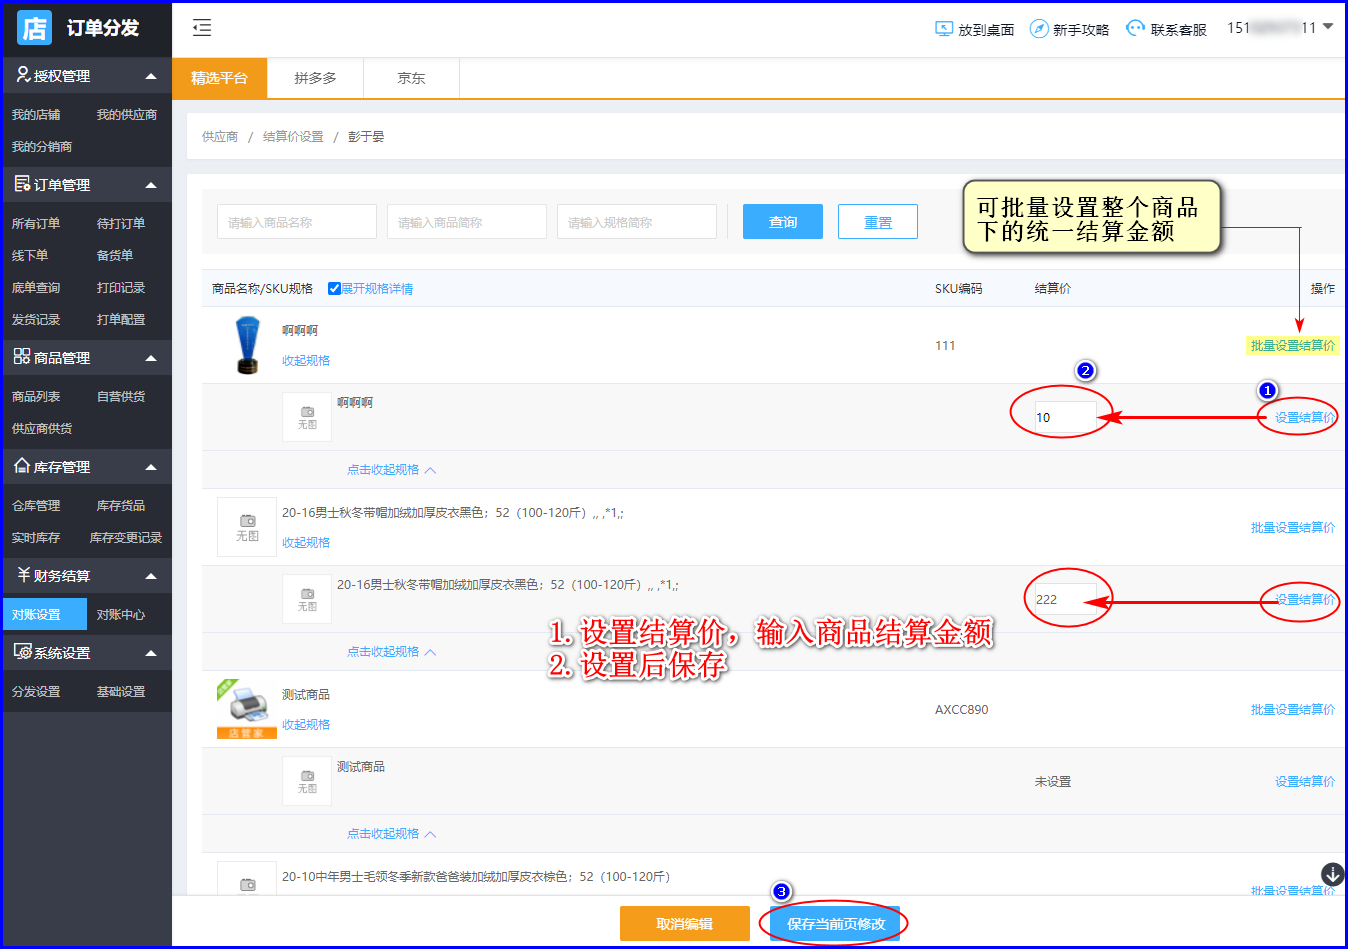 店 订单分发
放到桌面 新手攻略 联系客服 151 11
授权管理
我的店铺 我的供应商
我的分销商
订单管理
所有订单 待打订单
线下单 备货单
底单查询 打印记录
发货记录 打单配置
商品管理
商品列表 自营供货
供应商供货
库存管理
仓库管理 库存货品
实时库存 库存变更记录
财务结算
对账设置 对账中心
系统设置
分发设置 基础设置
精选平台 拼多多 京东
供应商 / 结算价设置 / 彭于晏
请输入商品名称 请输入商品简称 请输入规格简称 查询 重置
可批量设置整个商品
下的统一结算金额
商品名称/SKU规格 展开规格详情 SKU编码 结算价 操作
啊啊啊
收起规格
111 批量设置结算价
2 1
无图 啊啊啊 10 设置结算价
点击收起规格
无图 20-16男士秋冬带帽加绒加厚皮衣黑色；52（100-120斤）,, ,*1,;
收起规格
批量设置结算价
无图 20-16男士秋冬带帽加绒加厚皮衣黑色；52（100-120斤）,, ,*1,;
222 设置结算价
1. 设置结算价，输入商品结算金额
2. 设置后保存
点击收起规格
店管家
测试商品
收起规格
AXCC890 批量设置结算价
无图 测试商品
未设置 设置结算价
点击收起规格
20-10中年男士毛领冬季新款爸爸装加绒加厚皮衣棕色；52（100-120斤）
批量设置结算价
3
取消编辑 保存当前页修改